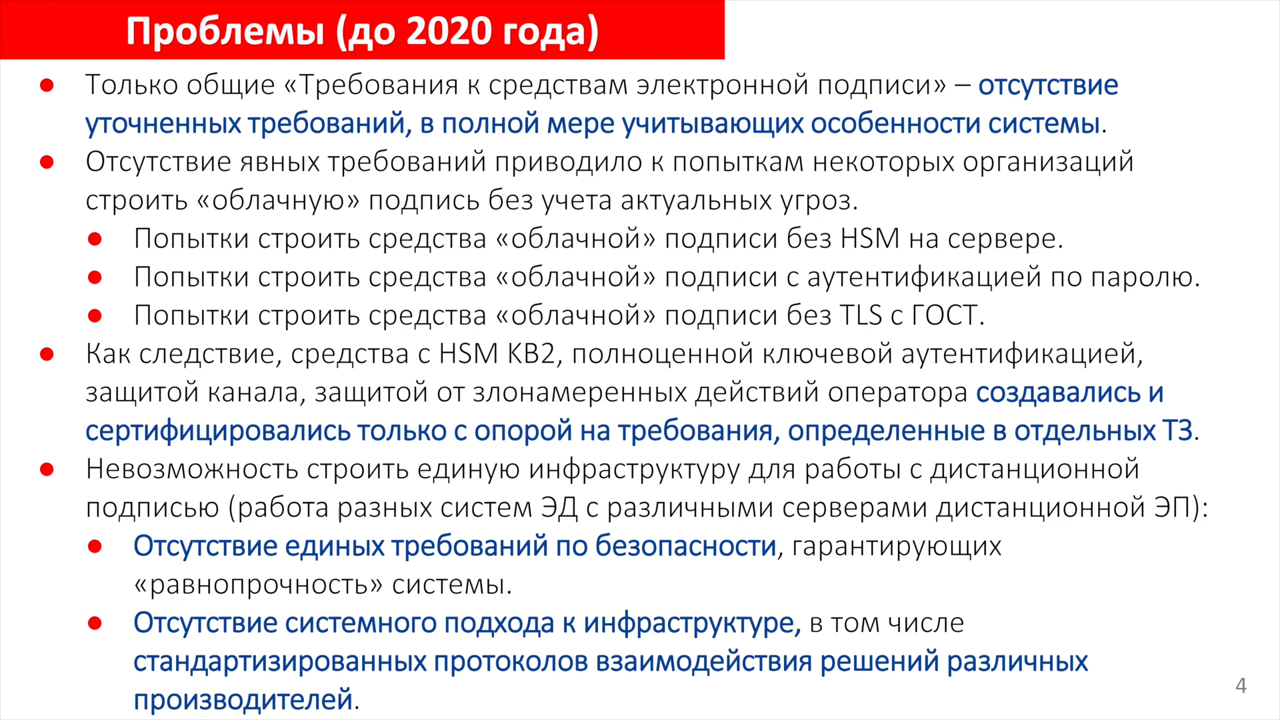 Проблемы (до 2020 года)
● Только общие «Требования к средствам электронной подписи» – отсутствие
уточненных требований, в полной мере учитывающих особенности системы.
● Отсутствие явных требований приводило к попыткам некоторых организаций
строить «облачную» подпись без учета актуальных угроз.
● Попытки строить средства «облачной» подписи без HSM на сервере.
● Попытки строить средства «облачной» подписи с аутентификацией по паролю.
● Попытки строить средства «облачной» подписи без TLS с ГОСТ.
● Как следствие, средства с HSM KB2, полноценной ключевой аутентификацией,
защитой канала, защитой от злонамеренных действий оператора создавались и
сертифицировались только с опорой на требования, определенные в отдельных ТЗ.
● Невозможность строить единую инфраструктуру для работы с дистанционной
подписью (работа разных систем ЭД с различными серверами дистанционной ЭП):
● Отсутствие единых требований по безопасности, гарантирующих
«равнопрочность» системы.
● Отсутствие системного подхода к инфраструктуре, в том числе
стандартизированных протоколов взаимодействия решений различных
производителей.
4